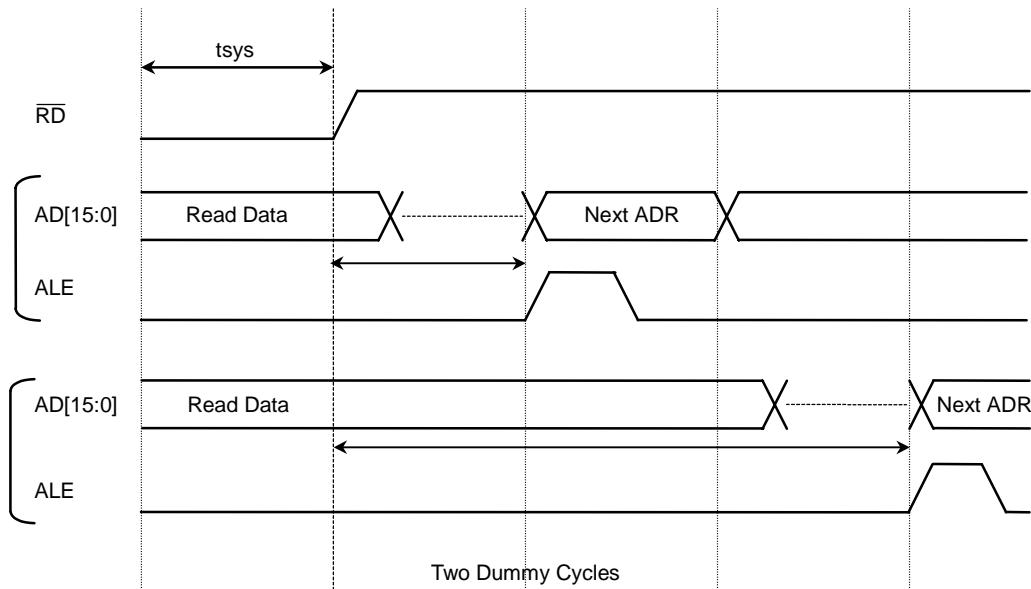 tsys
R̅D̅
AD[15:0]
Read Data
Next ADR
ALE
AD[15:0]
Read Data
Next ADR
ALE
Two Dummy Cycles